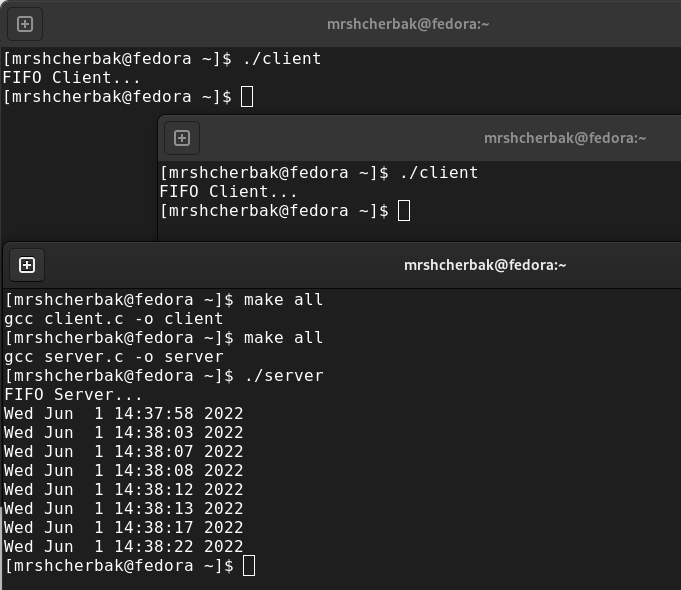 mrshcherbak@fedora:~
[mrshcherbak@fedora ~]$ ./client
FIFO Client...
[mrshcherbak@fedora ~]$
mrshcherbak@fedora:~
[mrshcherbak@fedora ~]$ ./client
FIFO Client...
[mrshcherbak@fedora ~]$
mrshcherbak@fedora:~
[mrshcherbak@fedora ~]$ make all
gcc client.c -o client
[mrshcherbak@fedora ~]$ make all
gcc server.c -o server
[mrshcherbak@fedora ~]$ ./server
FIFO Server...
Wed Jun  1 14:37:58 2022
Wed Jun  1 14:38:03 2022
Wed Jun  1 14:38:07 2022
Wed Jun  1 14:38:08 2022
Wed Jun  1 14:38:12 2022
Wed Jun  1 14:38:13 2022
Wed Jun  1 14:38:17 2022
Wed Jun  1 14:38:22 2022
[mrshcherbak@fedora ~]$